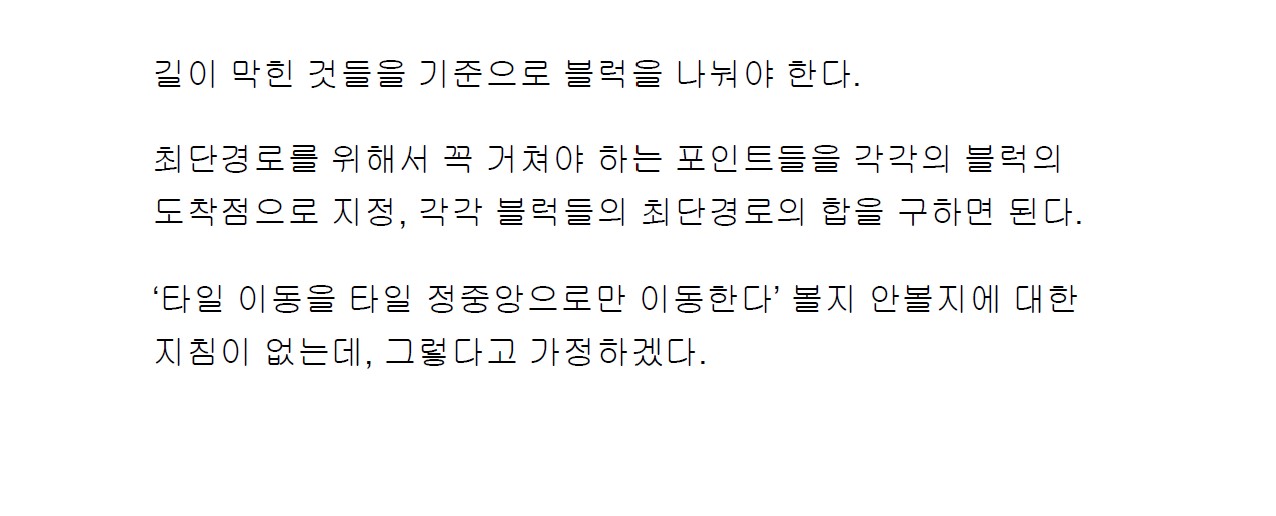 길이 막힌 것들을 기준으로 블럭을 나눠야 한다.
최단경로를 위해서 꼭 거쳐야 하는 포인트들을 각각의 블럭의
도착점으로 지정, 각각 블럭들의 최단경로의 합을 구하면 된다.
‘타일 이동을 타일 정중앙으로만 이동한다’ 볼지 안볼지에 대한
지침이 없는데, 그렇다고 가정하겠다.